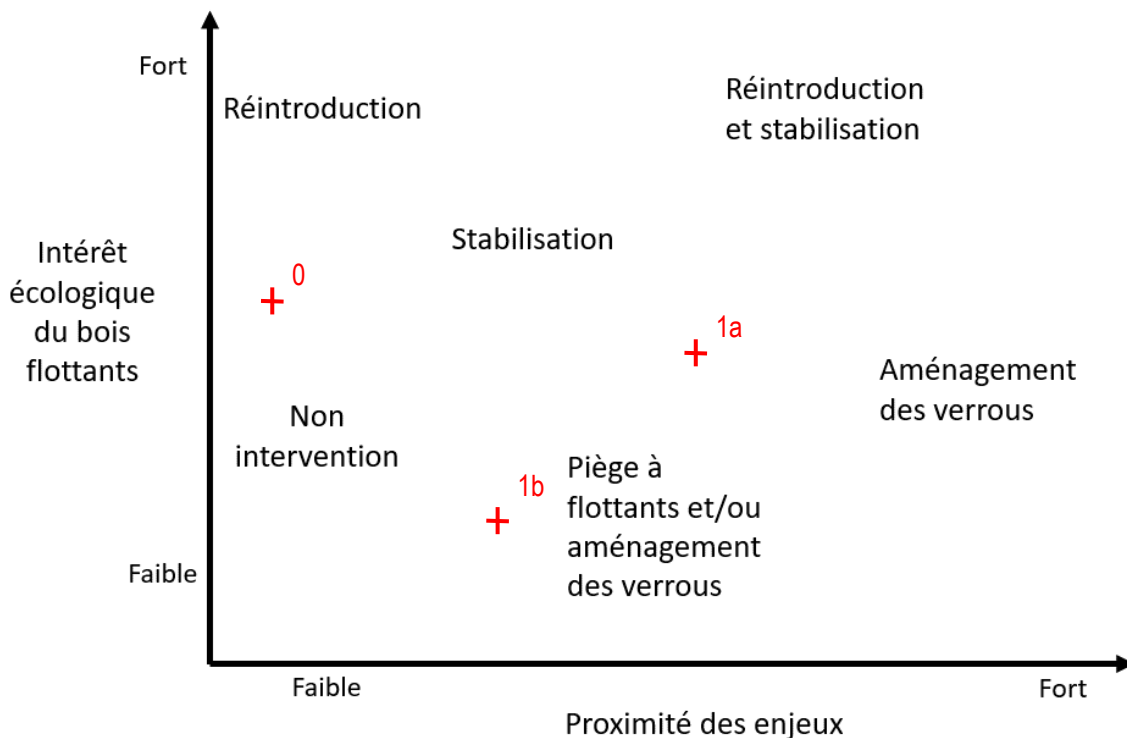 Fort
Réintroduction
Réintroduction
et stabilisation
Stabilisation
Intérêt
écologique
du bois
flottants
0
1a
Aménagement
des verrous
Non
intervention
1b
Piège à
flottants et/ou
aménagement
des verrous
Faible
Faible
Fort
Proximité des enjeux